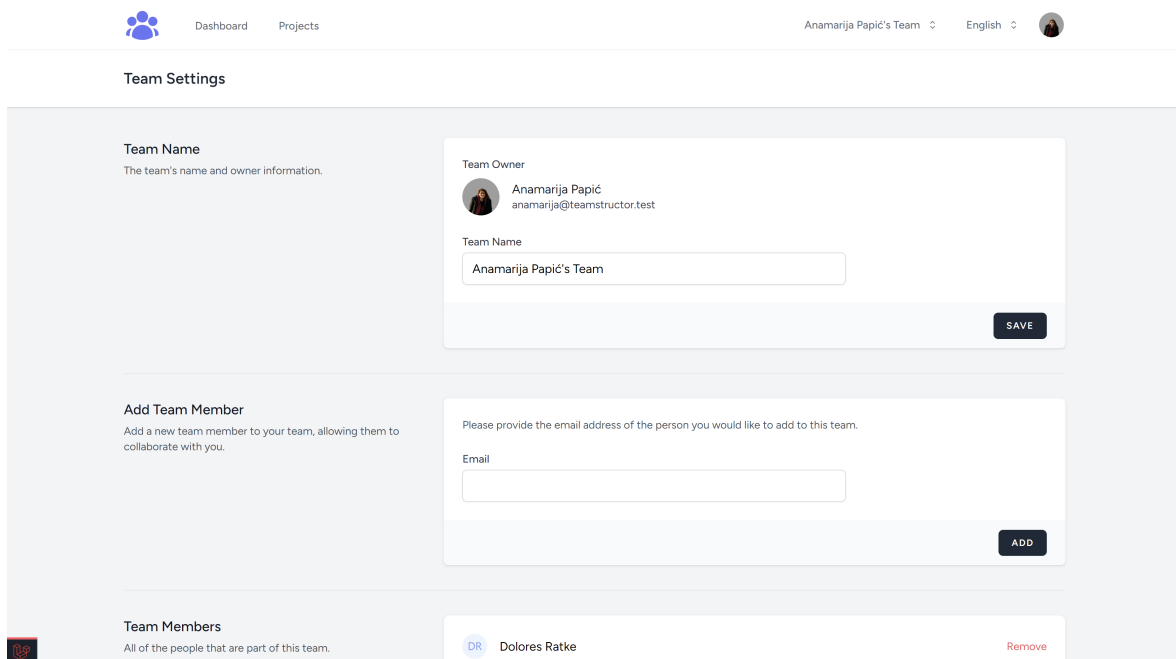 Dashboard
Projects
Anamarija Papić's Team
English
Team Settings
Team Name
The team's name and owner information.
Team Owner
Anamarija Papić
anamarija@teamstructor.test
Team Name
Anamarija Papić's Team
SAVE
Add Team Member
Add a new team member to your team, allowing them to
collaborate with you.
Please provide the email address of the person you would like to add to this team.
Email
ADD
Team Members
All of the people that are part of this team.
DR
Dolores Ratke
Remove